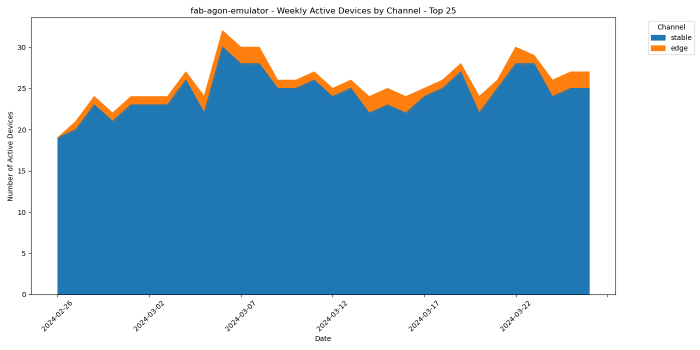 fab-agon-emulator - Weekly Active Devices by Channel - Top 25
Channel
stable
edge
Number of Active Devices
30
25
20
15
10
5
0
2024-02-26
2024-03-02
2024-03-07
2024-03-12
2024-03-17
2024-03-22
Date